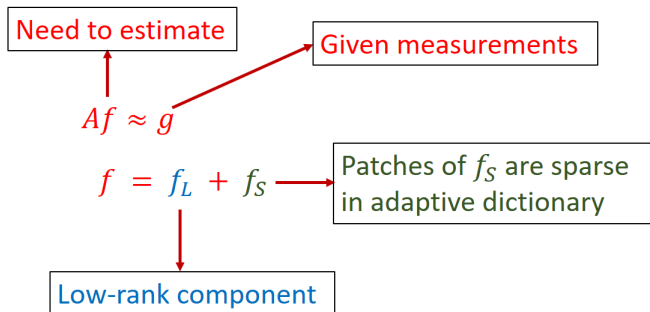 Need to estimate
Given measurements
Af ≈ g
f = f_L + f_S
Patches of f_S are sparse
in adaptive dictionary
Low-rank component